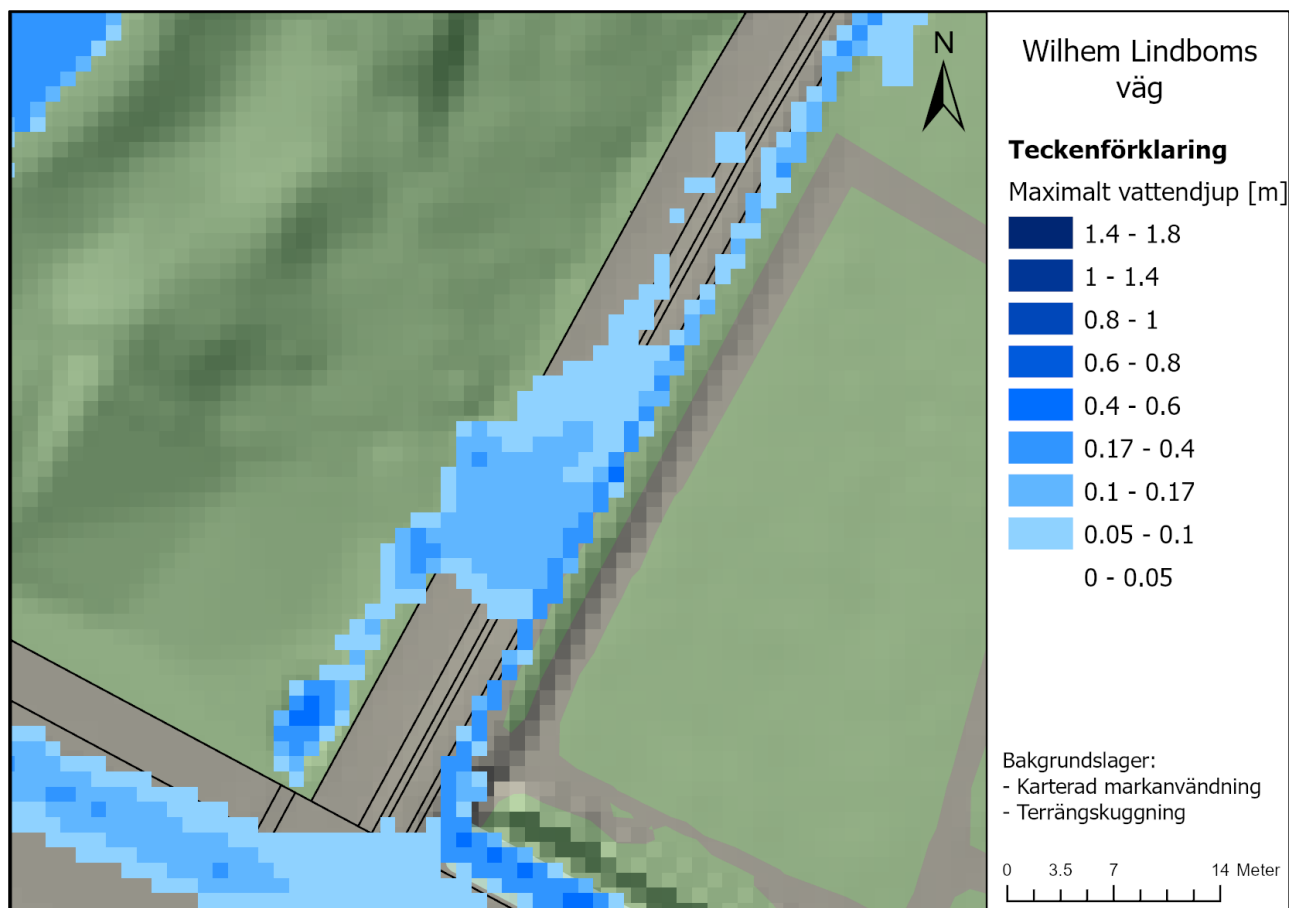 N
Wilhem Lindboms
väg
Teckenförklaring
Maximalt vattendjup [m]
1.4 - 1.8
1 - 1.4
0.8 - 1
0.6 - 0.8
0.4 - 0.6
0.17 - 0.4
0.1 - 0.17
0.05 - 0.1
0 - 0.05
Bakgrundslager:
- Karterad markanvändning
- Terrängskuggning
0 3.5 7 14 Meter